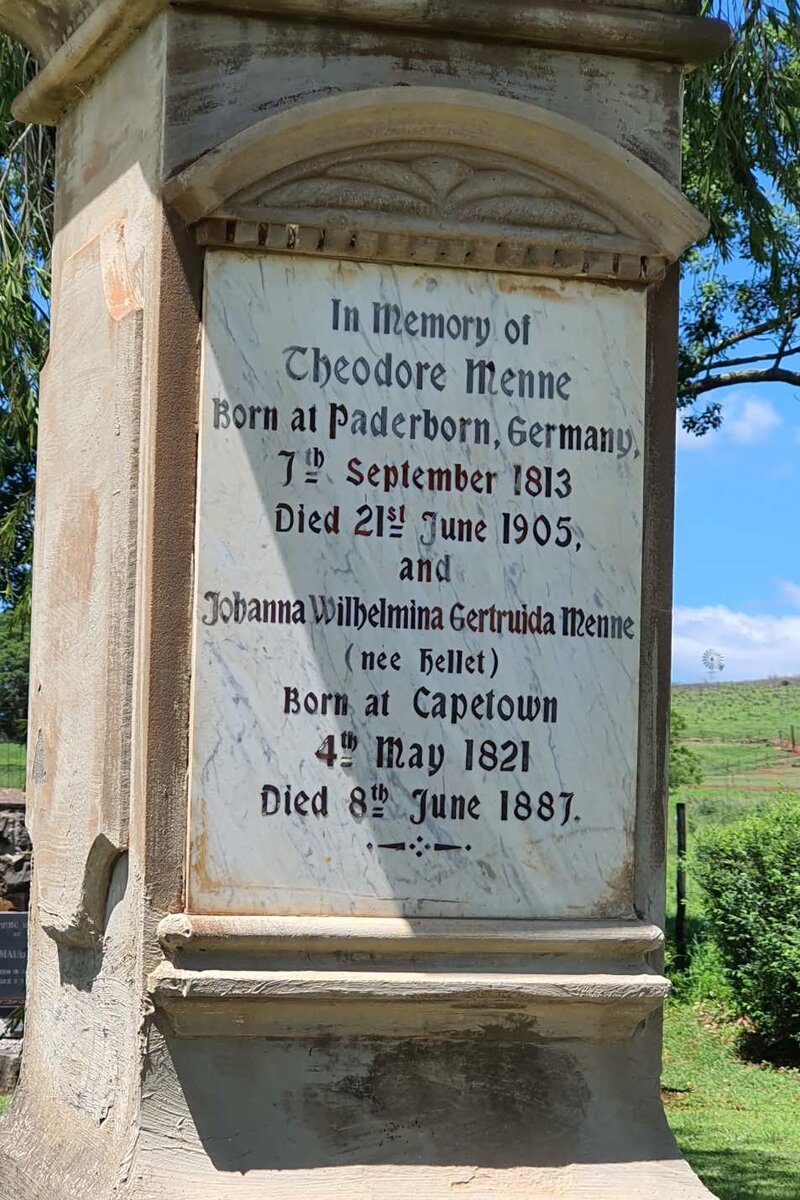 In Memory of
Theodore Menne
Born at Paderborn, Germany,
7th September 1813
Died 21st June 1905,
and
Johanna Wilhelmina Gertruida Menne
(nee Hellet)
Born at Capetown
4th May 1821
Died 8th June 1887.
MAUD